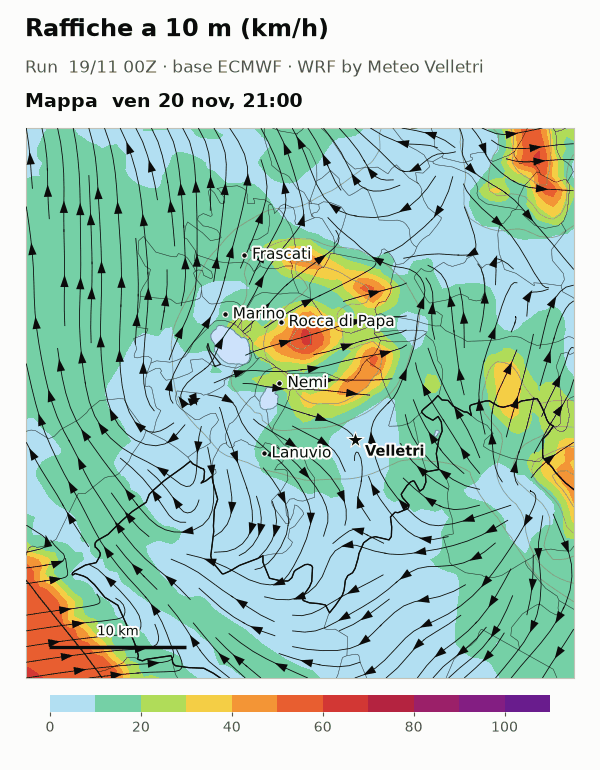 Raffiche a 10 m (km/h)
Run 19/11 00Z · base ECMWF · WRF by Meteo Velletri
Mappa ven 20 nov, 21:00
Frascati
Marino
Rocca di Papa
Nemi
Velletri
Lanuvio
10 km
0 20 40 60 80 100